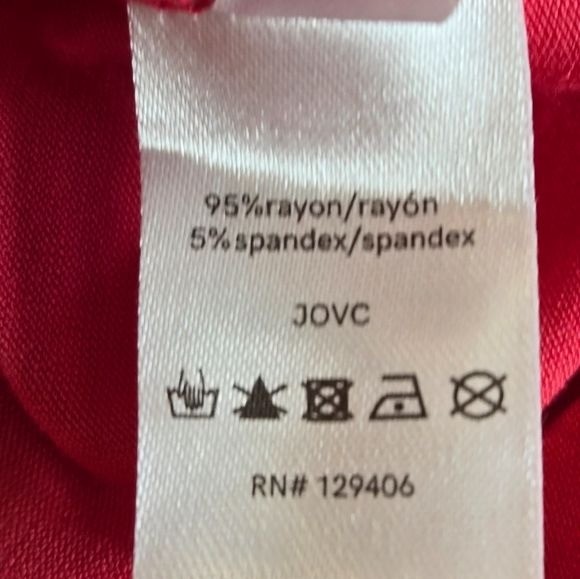 95%rayon/rayón
5%spandex/spandex
JOVC
RN# 129406